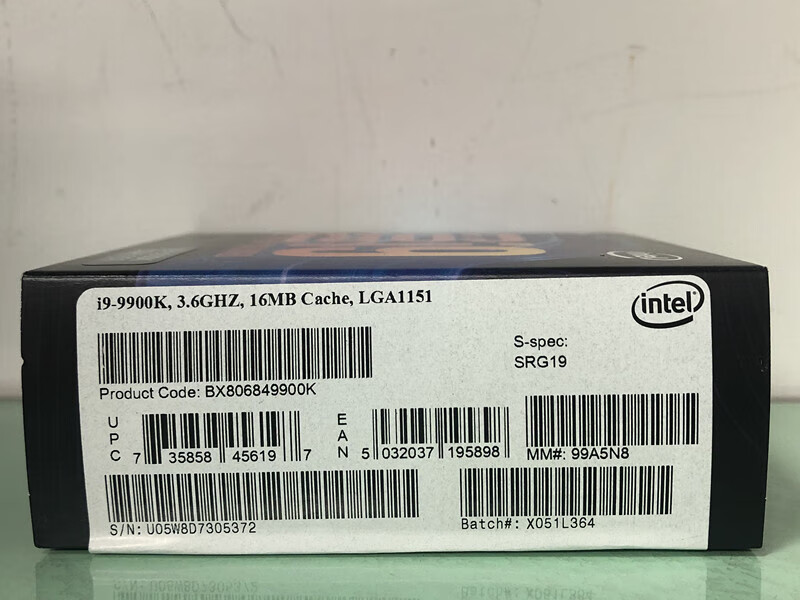 i9-9900K, 3.6GHZ, 16MB Cache, LGA1151
intel
S-spec:
SRG19
Product Code: BX806849900K
UPC 7 35858 45619 7
EAN 5 032037 195898
MM#: 99A5N8
S/N: U05W8D7305372
Batch#: X051L364